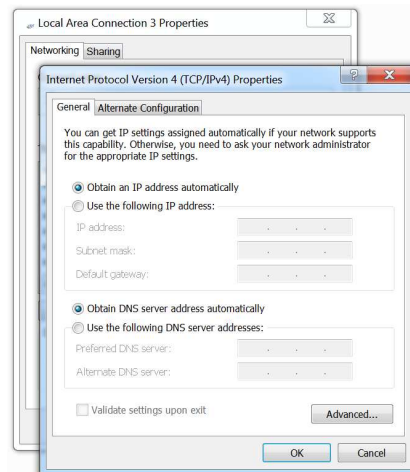 Local Area Connection 3 Properties
Networking Sharing
Internet Protocol Version 4 (TCP/IPv4) Properties
General Alternate Configuration
You can get IP settings assigned automatically if your network supports
this capability. Otherwise, you need to ask your network administrator
for the appropriate IP settings.
Obtain an IP address automatically
Use the following IP address:
IP address:
Subnet mask:
Default gateway:
Obtain DNS server address automatically
Use the following DNS server addresses:
Preferred DNS server:
Alternate DNS server:
Validate settings upon exit
Advanced...
OK Cancel